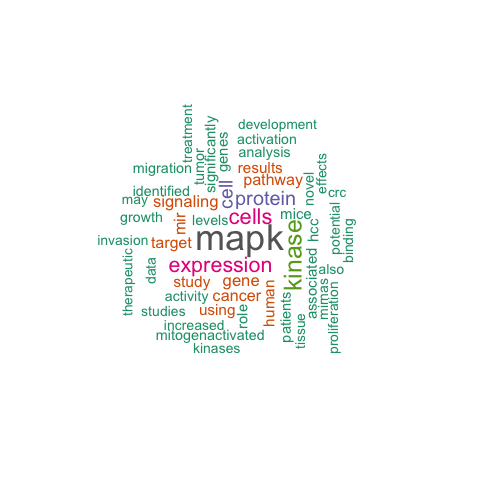 treatment
significantly
development
tumor
genes
activation
analysis
migration
results
pathway
novel
effects
identified
cell
protein
crc
may
signaling
mir
levels
cells
mice
potential
growth
invasion
target
mapk
kinase
hcc
binding
therapeutic
data
expression
associated
also
study
gene
human
mimas
activity
cancer
patients
proliferation
studies
using
role
tissue
increased
mitogenactivated
kinases